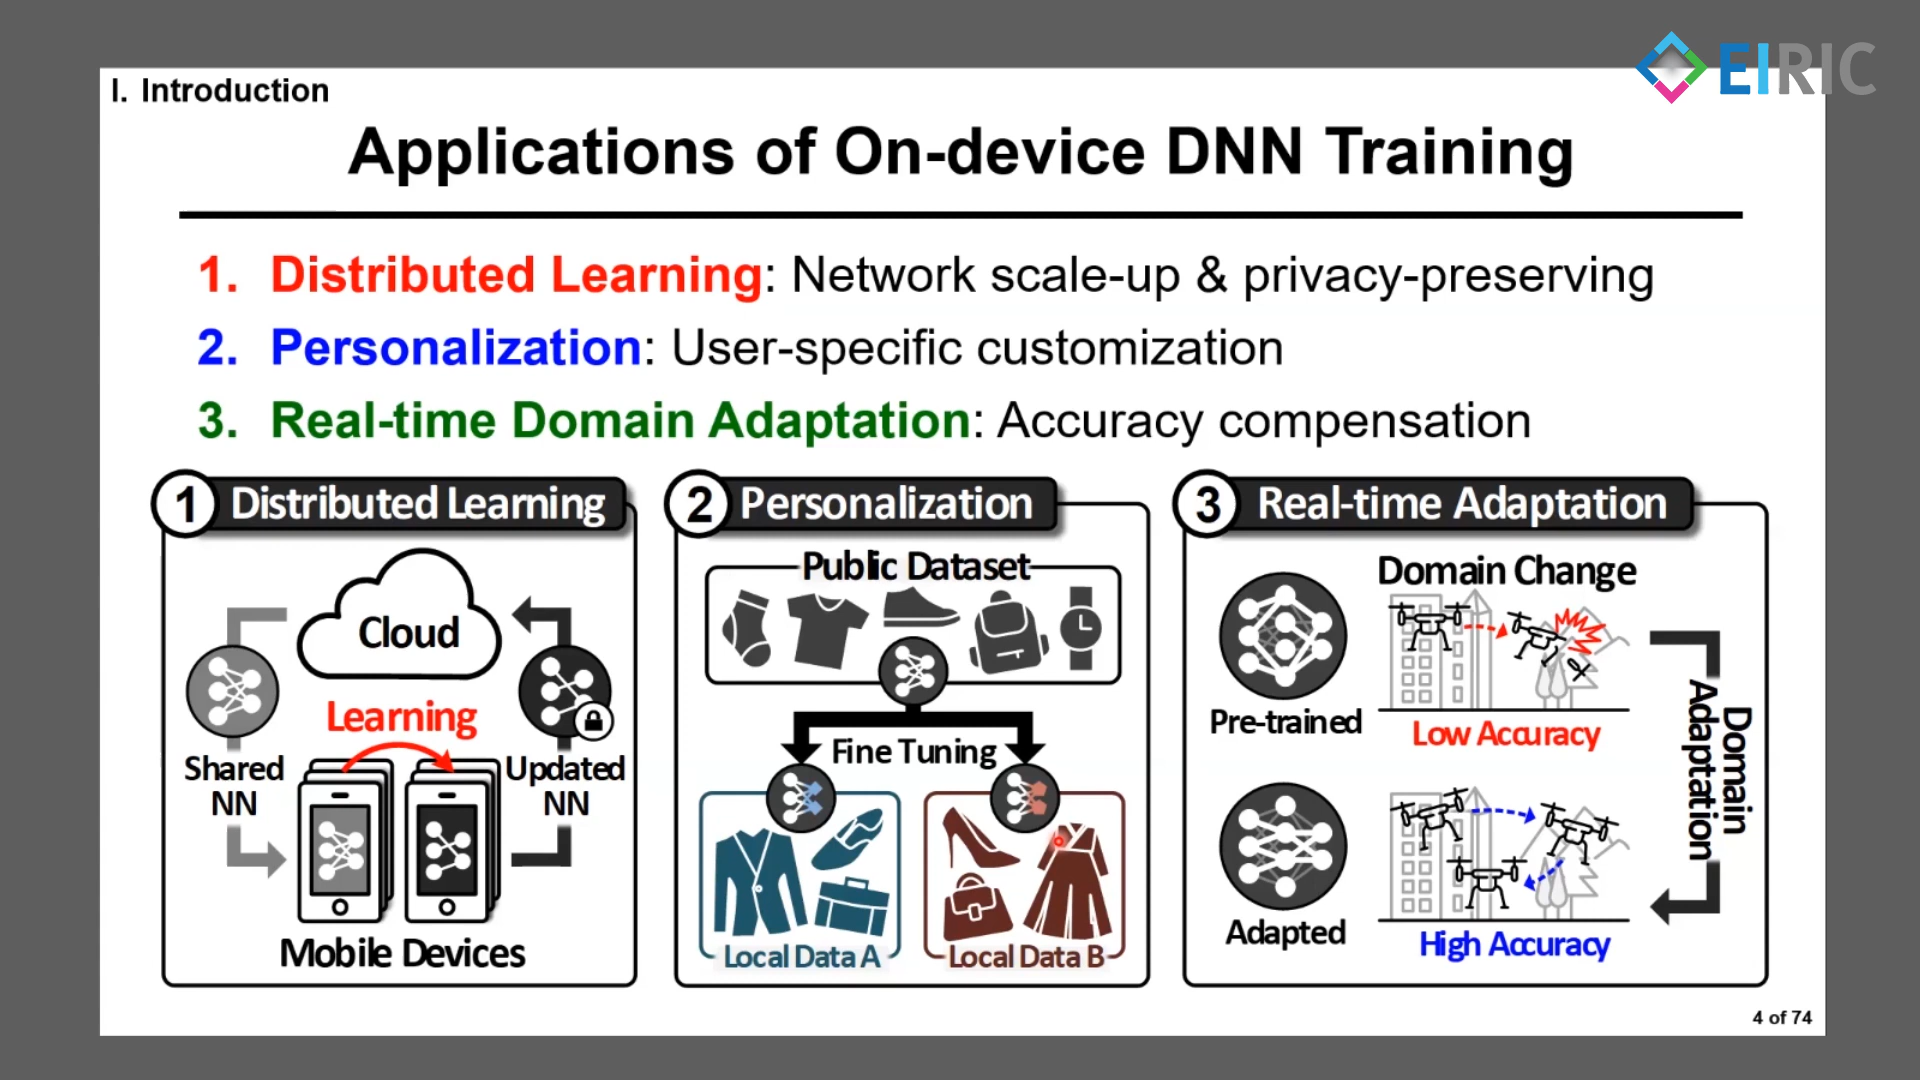 EIRIC
I. Introduction
Applications of On-device DNN Training
1. Distributed Learning: Network scale-up & privacy-preserving
2. Personalization: User-specific customization
3. Real-time Domain Adaptation: Accuracy compensation
1 Distributed Learning
Cloud
Learning
Shared
NN
Updated
NN
Mobile Devices
2 Personalization
Public Dataset
Fine Tuning
Local Data A
Local Data B
3 Real-time Adaptation
Domain Change
Pre-trained
Low Accuracy
Domain
Adaptation
Adapted
High Accuracy
4 of 74